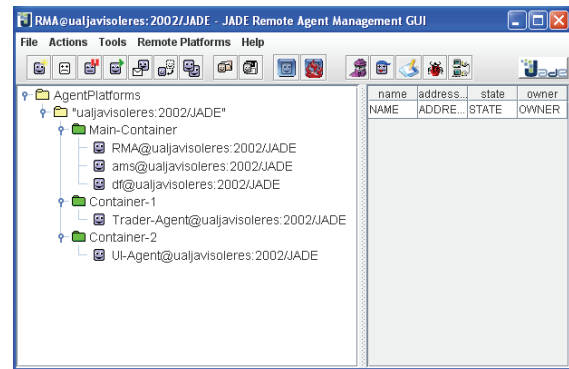 RMA@ualjavisoleres:2002/JADE - JADE Remote Agent Management GUI
File Actions Tools Remote Platforms Help
Jade
AgentPlatforms
"ualjavisoleres:2002/JADE"
Main-Container
RMA@ualjavisoleres:2002/JADE
ams@ualjavisoleres:2002/JADE
df@ualjavisoleres:2002/JADE
Container-1
Trader-Agent@ualjavisoleres:2002/JADE
Container-2
UI-Agent@ualjavisoleres:2002/JADE
name address... state owner
NAME ADDRE... STATE OWNER